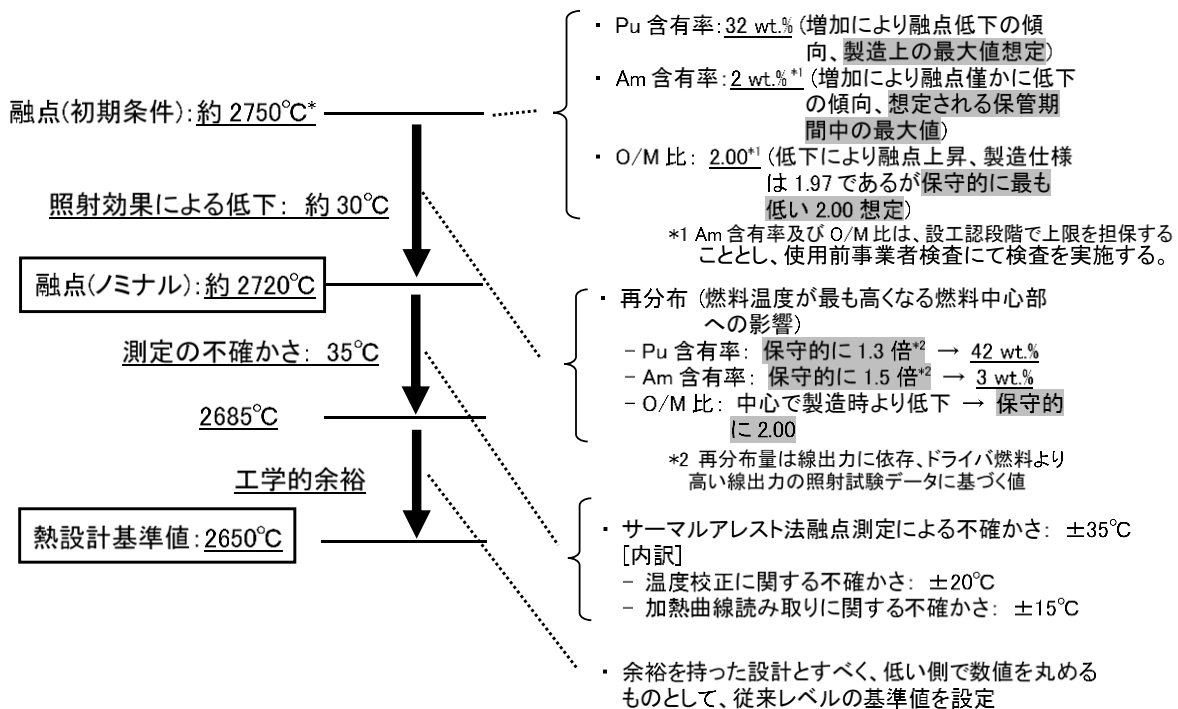 融点(初期条件)：約 2750℃*
照射効果による低下： 約 30℃
融点(ノミナル)：約 2720℃
測定の不確かさ： 35℃
2685℃
工学的余裕
熱設計基準値：2650℃
・ Pu 含有率：32 wt.% (増加により融点低下の傾
向、製造上の最大値想定)
・ Am 含有率：2 wt.%*1 (増加により融点僅かに低下
の傾向、想定される保管期
間中の最大値)
・ O/M 比： 2.00*1 (低下により融点上昇、製造仕様
は 1.97 であるが保守的に最も
低い 2.00 想定)
*1 Am 含有率及び O/M 比は、設工認段階で上限を担保する
こととし、使用前事業者検査にて検査を実施する。
・ 再分布 (燃料温度が最も高くなる燃料中心部
への影響)
− Pu 含有率： 保守的に 1.3 倍*2 → 42 wt.%
− Am 含有率： 保守的に 1.5 倍*2 → 3 wt.%
− O/M 比： 中心で製造時より低下 → 保守的
に 2.00
*2 再分布量は線出力に依存、ドライバ燃料より
高い線出力の照射試験データに基づく値
・ サーマルアレスト法融点測定による不確かさ： ±35℃
[内訳]
− 温度校正に関する不確かさ： ±20℃
− 加熱曲線読み取りに関する不確かさ： ±15℃
・ 余裕を持った設計とすべく、低い側で数値を丸める
ものとして、従来レベルの基準値を設定